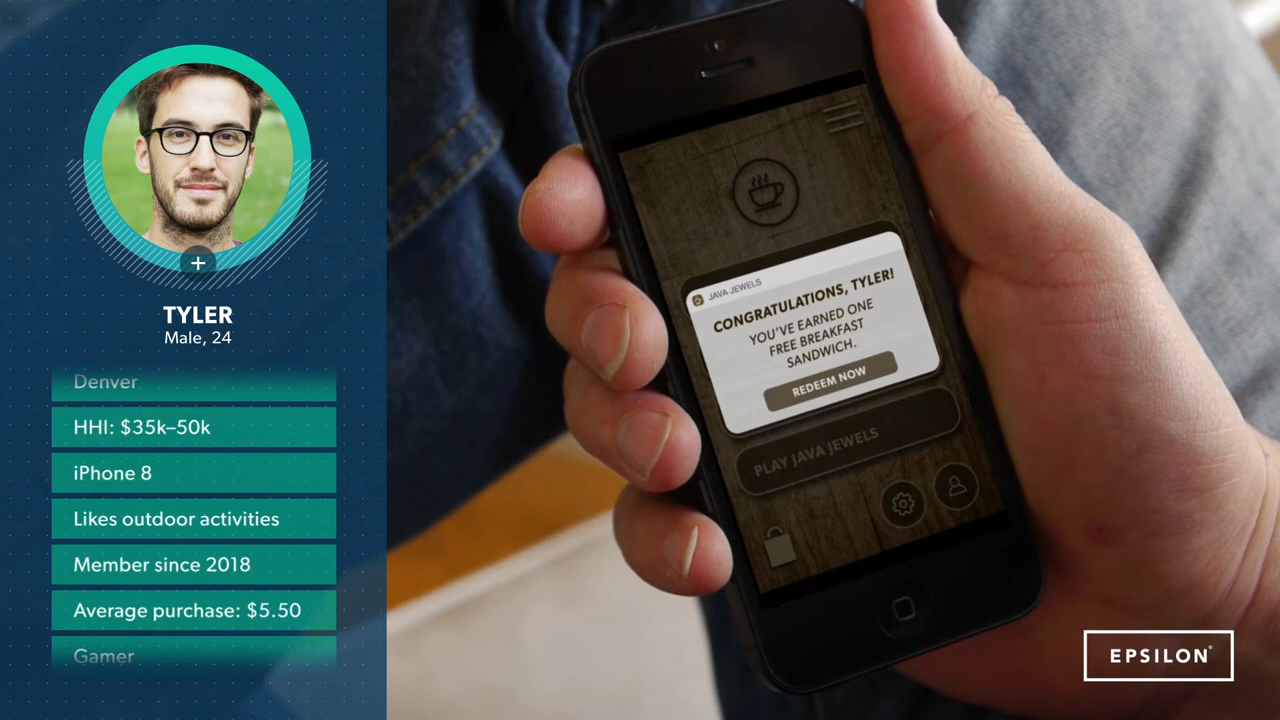 TYLER
Male, 24
Denver
HHI: $35k–50k
iPhone 8
Likes outdoor activities
Member since 2018
Average purchase: $5.50
Gamer
JAVA JEWELS
CONGRATULATIONS, TYLER!
YOU'VE EARNED ONE
FREE BREAKFAST
SANDWICH.
REDEEM NOW
PLAY JAVA JEWELS
EPSILON®